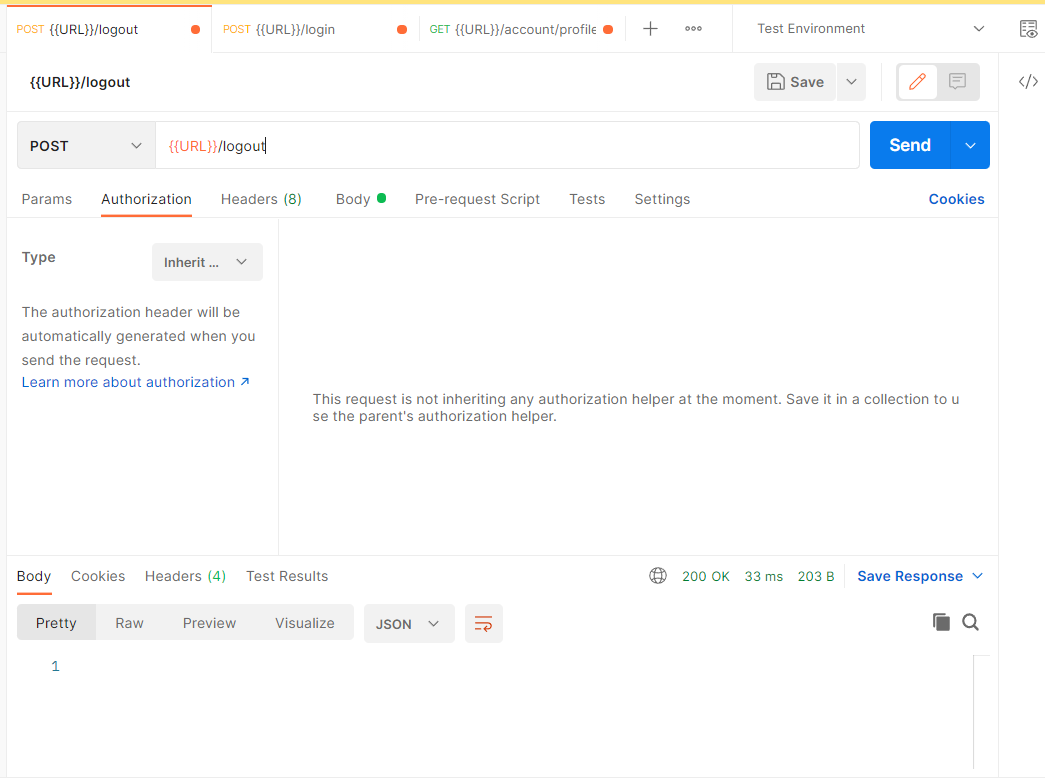 POST {{URL}}/logout POST {{URL}}/login GET {{URL}}/account/profile Test Environment
{{URL}}/logout Save
POST {{URL}}/logout Send
Params Authorization Headers (8) Body Pre-request Script Tests Settings Cookies
Type Inherit ...
The authorization header will be
automatically generated when you
send the request.
Learn more about authorization ↗
This request is not inheriting any authorization helper at the moment. Save it in a collection to u
se the parent's authorization helper.
Body Cookies Headers (4) Test Results 200 OK 33 ms 203 B Save Response
Pretty Raw Preview Visualize JSON
1